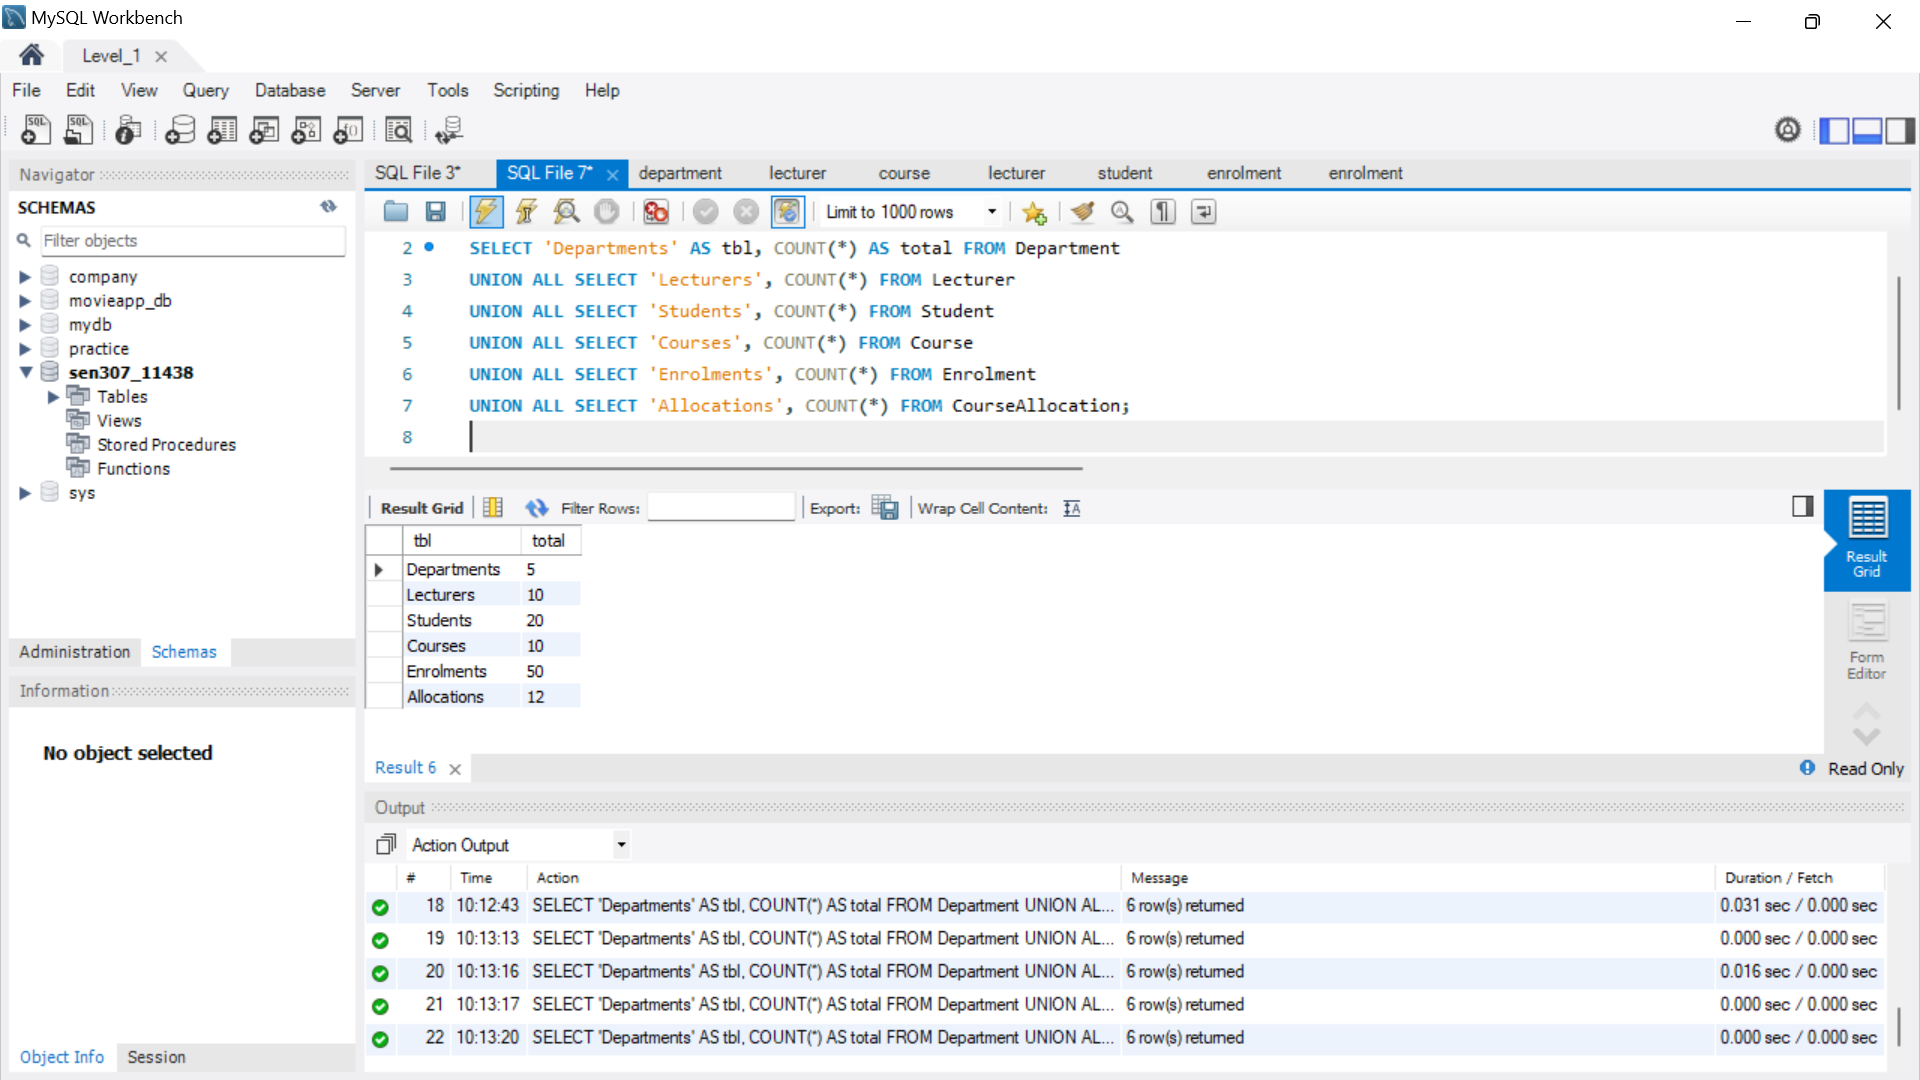 MySQL Workbench
Level_1
File Edit View Query Database Server Tools Scripting Help
Navigator
SCHEMAS
Filter objects
company
movieapp_db
mydb
practice
sen307_11438
Tables
Views
Stored Procedures
Functions
sys
Administration Schemas
Information
No object selected
Object Info Session
SQL File 3* SQL File 7* department lecturer course lecturer student enrolment enrolment
Limit to 1000 rows
2 SELECT 'Departments' AS tbl, COUNT(*) AS total FROM Department
3 UNION ALL SELECT 'Lecturers', COUNT(*) FROM Lecturer
4 UNION ALL SELECT 'Students', COUNT(*) FROM Student
5 UNION ALL SELECT 'Courses', COUNT(*) FROM Course
6 UNION ALL SELECT 'Enrolments', COUNT(*) FROM Enrolment
7 UNION ALL SELECT 'Allocations', COUNT(*) FROM CourseAllocation;
8
Result Grid Filter Rows: Export: Wrap Cell Content:
tbl total
Departments 5
Lecturers 10
Students 20
Courses 10
Enrolments 50
Allocations 12
Result
Grid
Form
Editor
Result 6 Read Only
Output
Action Output
# Time Action Message Duration / Fetch
18 10:12:43 SELECT 'Departments' AS tbl, COUNT(*) AS total FROM Department UNION AL... 6 row(s) returned 0.031 sec / 0.000 sec
19 10:13:13 SELECT 'Departments' AS tbl, COUNT(*) AS total FROM Department UNION AL... 6 row(s) returned 0.000 sec / 0.000 sec
20 10:13:16 SELECT 'Departments' AS tbl, COUNT(*) AS total FROM Department UNION AL... 6 row(s) returned 0.016 sec / 0.000 sec
21 10:13:17 SELECT 'Departments' AS tbl, COUNT(*) AS total FROM Department UNION AL... 6 row(s) returned 0.000 sec / 0.000 sec
22 10:13:20 SELECT 'Departments' AS tbl, COUNT(*) AS total FROM Department UNION AL... 6 row(s) returned 0.000 sec / 0.000 sec